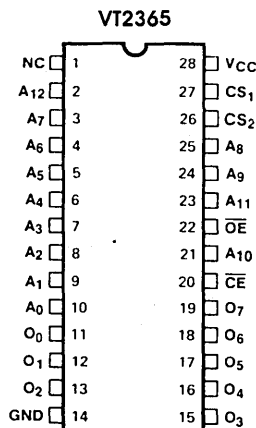 VT2365
NC 1 28 VCC
A12 2 27 CS1
A7 3 26 CS2
A6 4 25 A8
A5 5 24 A9
A4 6 23 A11
A3 7 22 O̅E̅
A2 8 21 A10
A1 9 20 C̅E̅
A0 10 19 O7
O0 11 18 O6
O1 12 17 O5
O2 13 16 O4
GND 14 15 O3